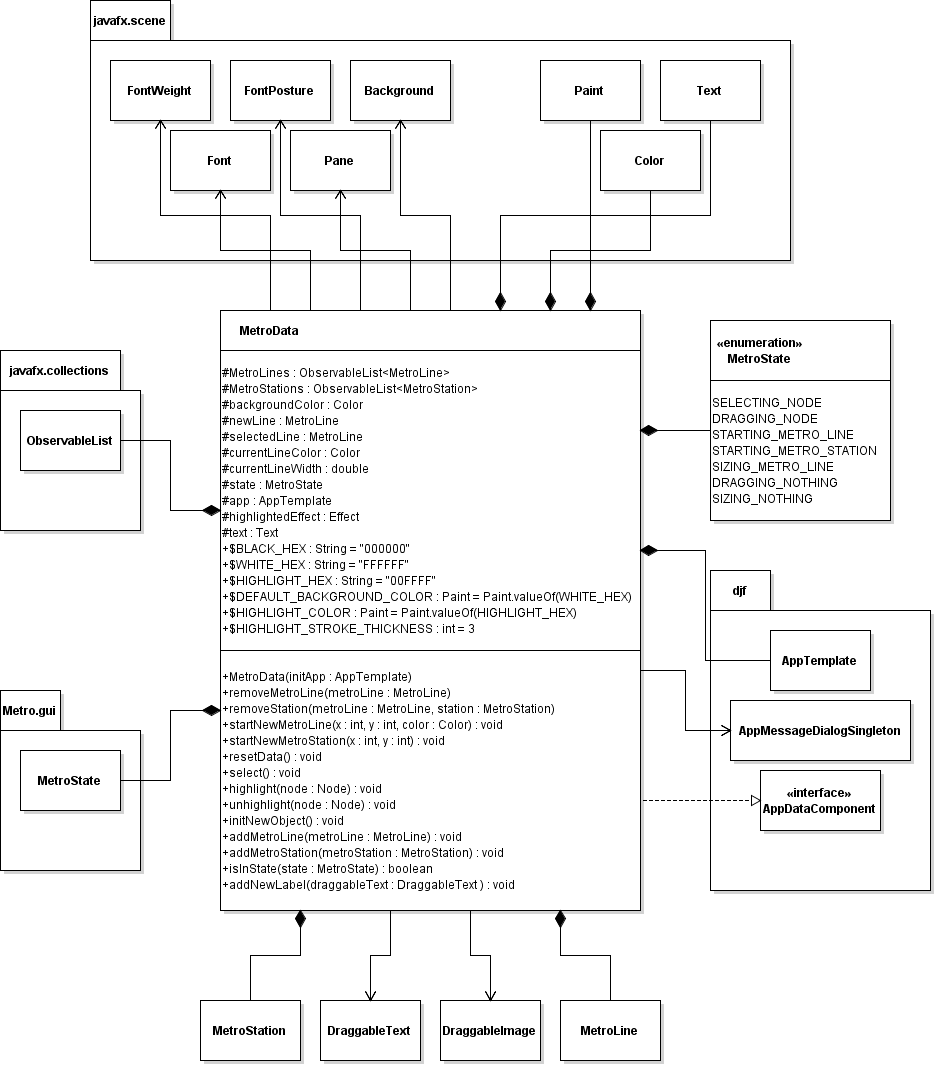 javafx.scene
FontWeight
FontPosture
Background
Paint
Text
Font
Pane
Color
MetroData
#MetroLines : ObservableList<MetroLine>
#MetroStations : ObservableList<MetroStation>
#backgroundColor : Color
#newLine : MetroLine
#selectedLine : MetroLine
#currentLineColor : Color
#currentLineWidth : double
#state : MetroState
#app : AppTemplate
#highlightedEffect : Effect
#text : Text
+$BLACK_HEX : String = "000000"
+$WHITE_HEX : String = "FFFFFF"
+$HIGHLIGHT_HEX : String = "00FFFF"
+$DEFAULT_BACKGROUND_COLOR : Paint = Paint.valueOf(WHITE_HEX)
+$HIGHLIGHT_COLOR : Paint = Paint.valueOf(HIGHLIGHT_HEX)
+$HIGHLIGHT_STROKE_THICKNESS : int = 3
+MetroData(initApp : AppTemplate)
+removeMetroLine(metroLine : MetroLine)
+removeStation(metroLine : MetroLine, station : MetroStation)
+startNewMetroLine(x : int, y : int, color : Color) : void
+startNewMetroStation(x : int, y : int) : void
+resetData() : void
+select() : void
+highlight(node : Node) : void
+unhighlight(node : Node) : void
+initNewObject() : void
+addMetroLine(metroLine : MetroLine) : void
+addMetroStation(metroStation : MetroStation) : void
+isInState(state : MetroState) : boolean
+addNewLabel(draggableText : DraggableText ) : void
javafx.collections
ObservableList
Metro.gui
MetroState
«enumeration»
MetroState
SELECTING_NODE
DRAGGING_NODE
STARTING_METRO_LINE
STARTING_METRO_STATION
SIZING_METRO_LINE
DRAGGING_NOTHING
SIZING_NOTHING
djf
AppTemplate
AppMessageDialogSingleton
«interface»
AppDataComponent
MetroStation
DraggableText
DraggableImage
MetroLine